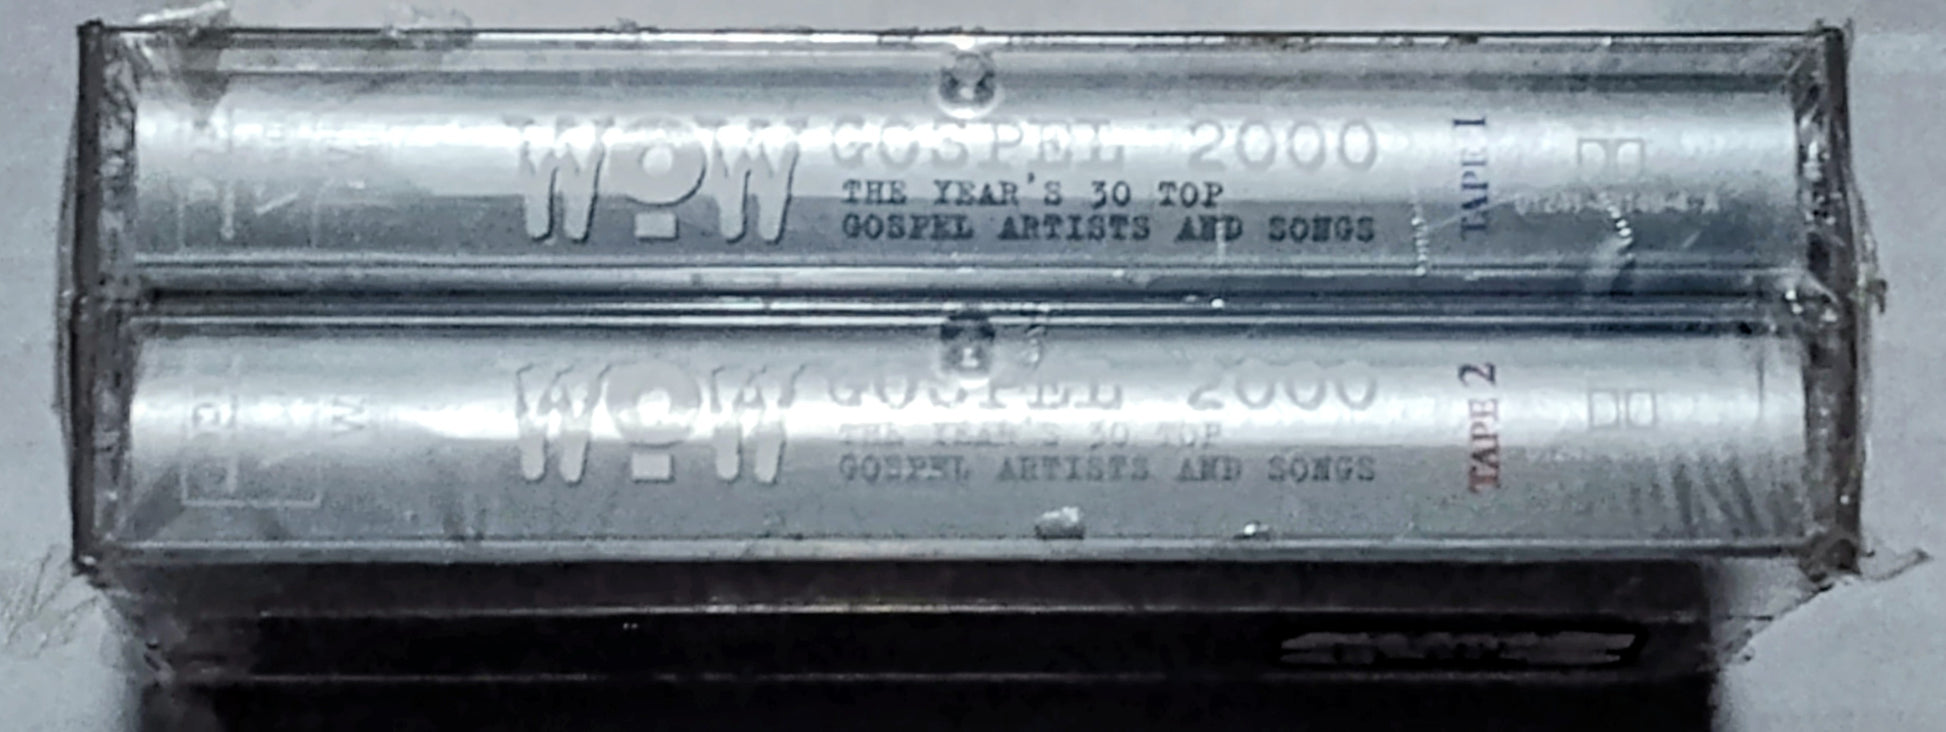 WOW GOSPEL 2000
THE YEAR'S 30 TOP
GOSPEL ARTISTS AND SONGS
TAPE 1
WOW GOSPEL 2000
THE YEAR'S 30 TOP
GOSPEL ARTISTS AND SONGS
TAPE 2